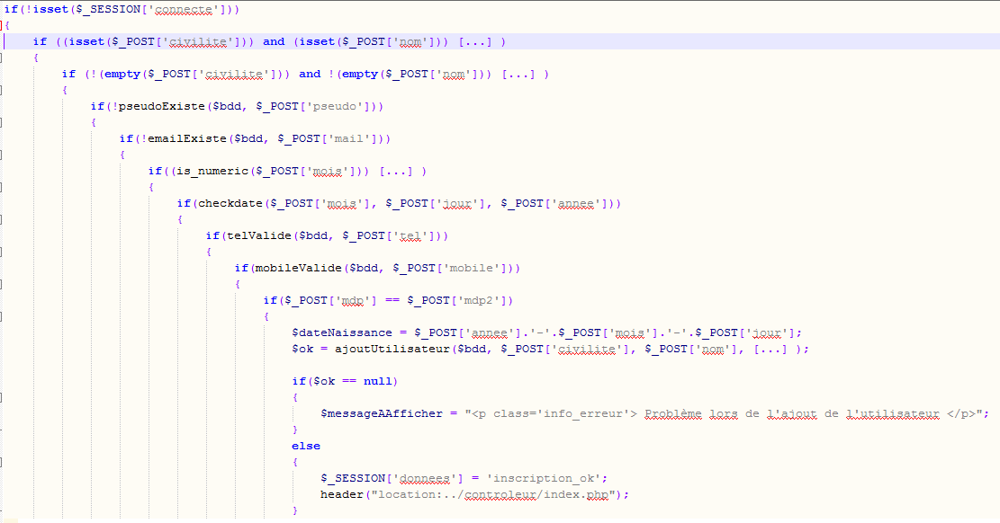 if(!isset($_SESSION['connecte']))
{
if ((isset($_POST['civilite'])) and (isset($_POST['nom'])) [...] )
{
if (!(empty($_POST['civilite'])) and !(empty($_POST['nom'])) [...] )
{
if(!pseudoExiste($bdd, $_POST['pseudo']))
{
if(!emailExiste($bdd, $_POST['mail']))
{
if((is_numeric($_POST['mois'])) [...] )
{
if(checkdate($_POST['mois'], $_POST['jour'], $_POST['annee']))
{
if(telValide($bdd, $_POST['tel']))
{
if(mobileValide($bdd, $_POST['mobile']))
{
if($_POST['mdp'] == $_POST['mdp2'])
{
$dateNaissance = $_POST['annee'].'-'.$_POST['mois'].'-'.$_POST['jour'];
$ok = ajoutUtilisateur($bdd, $_POST['civilite'], $_POST['nom'], [...] );
if($ok == null)
{
$messageAAfficher = "<p class='info_erreur'> Problème lors de l'ajout de l'utilisateur </p>";
}
else
{
$_SESSION['donnees'] = 'inscription_ok';
header("location:../controleur/index.php");
}